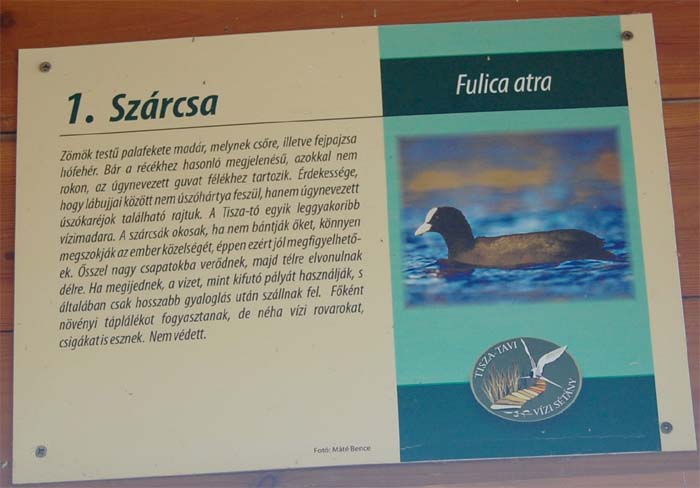 1. Szárcsa
Zömök testű palafekete madár, melynek csőre, illetve fejpajzsa
hófehér. Bár a récékhez hasonló megjelenésű, azokkal nem
rokon, az úgynevezett guvat félékhez tartozik. Érdekessége,
hogy lábujjai között nem úszóhártya feszül, hanem úgynevezett
úszókaréjok található rajtuk. A Tisza-tó egyik leggyakoribb
vízimadara. A szárcsák okosak, ha nem bántják őket, könnyen
megszokják az ember közelségét, éppen ezért jól megfigyelhető-
ek. Ősszel nagy csapatokba verődnek, majd télre elvonulnak
délre. Ha megijednek, a vizet, mint kifutó pályát használják, s
általában csak hosszabb gyaloglás után szállnak fel. Főként
növényi táplálékot fogyasztanak, de néha vízi rovarokat,
csigákat is esznek. Nem védett.
Fotó: Máté Bence
Fulica atra
TISZA-TAVI
VÍZI SÉTÁNY